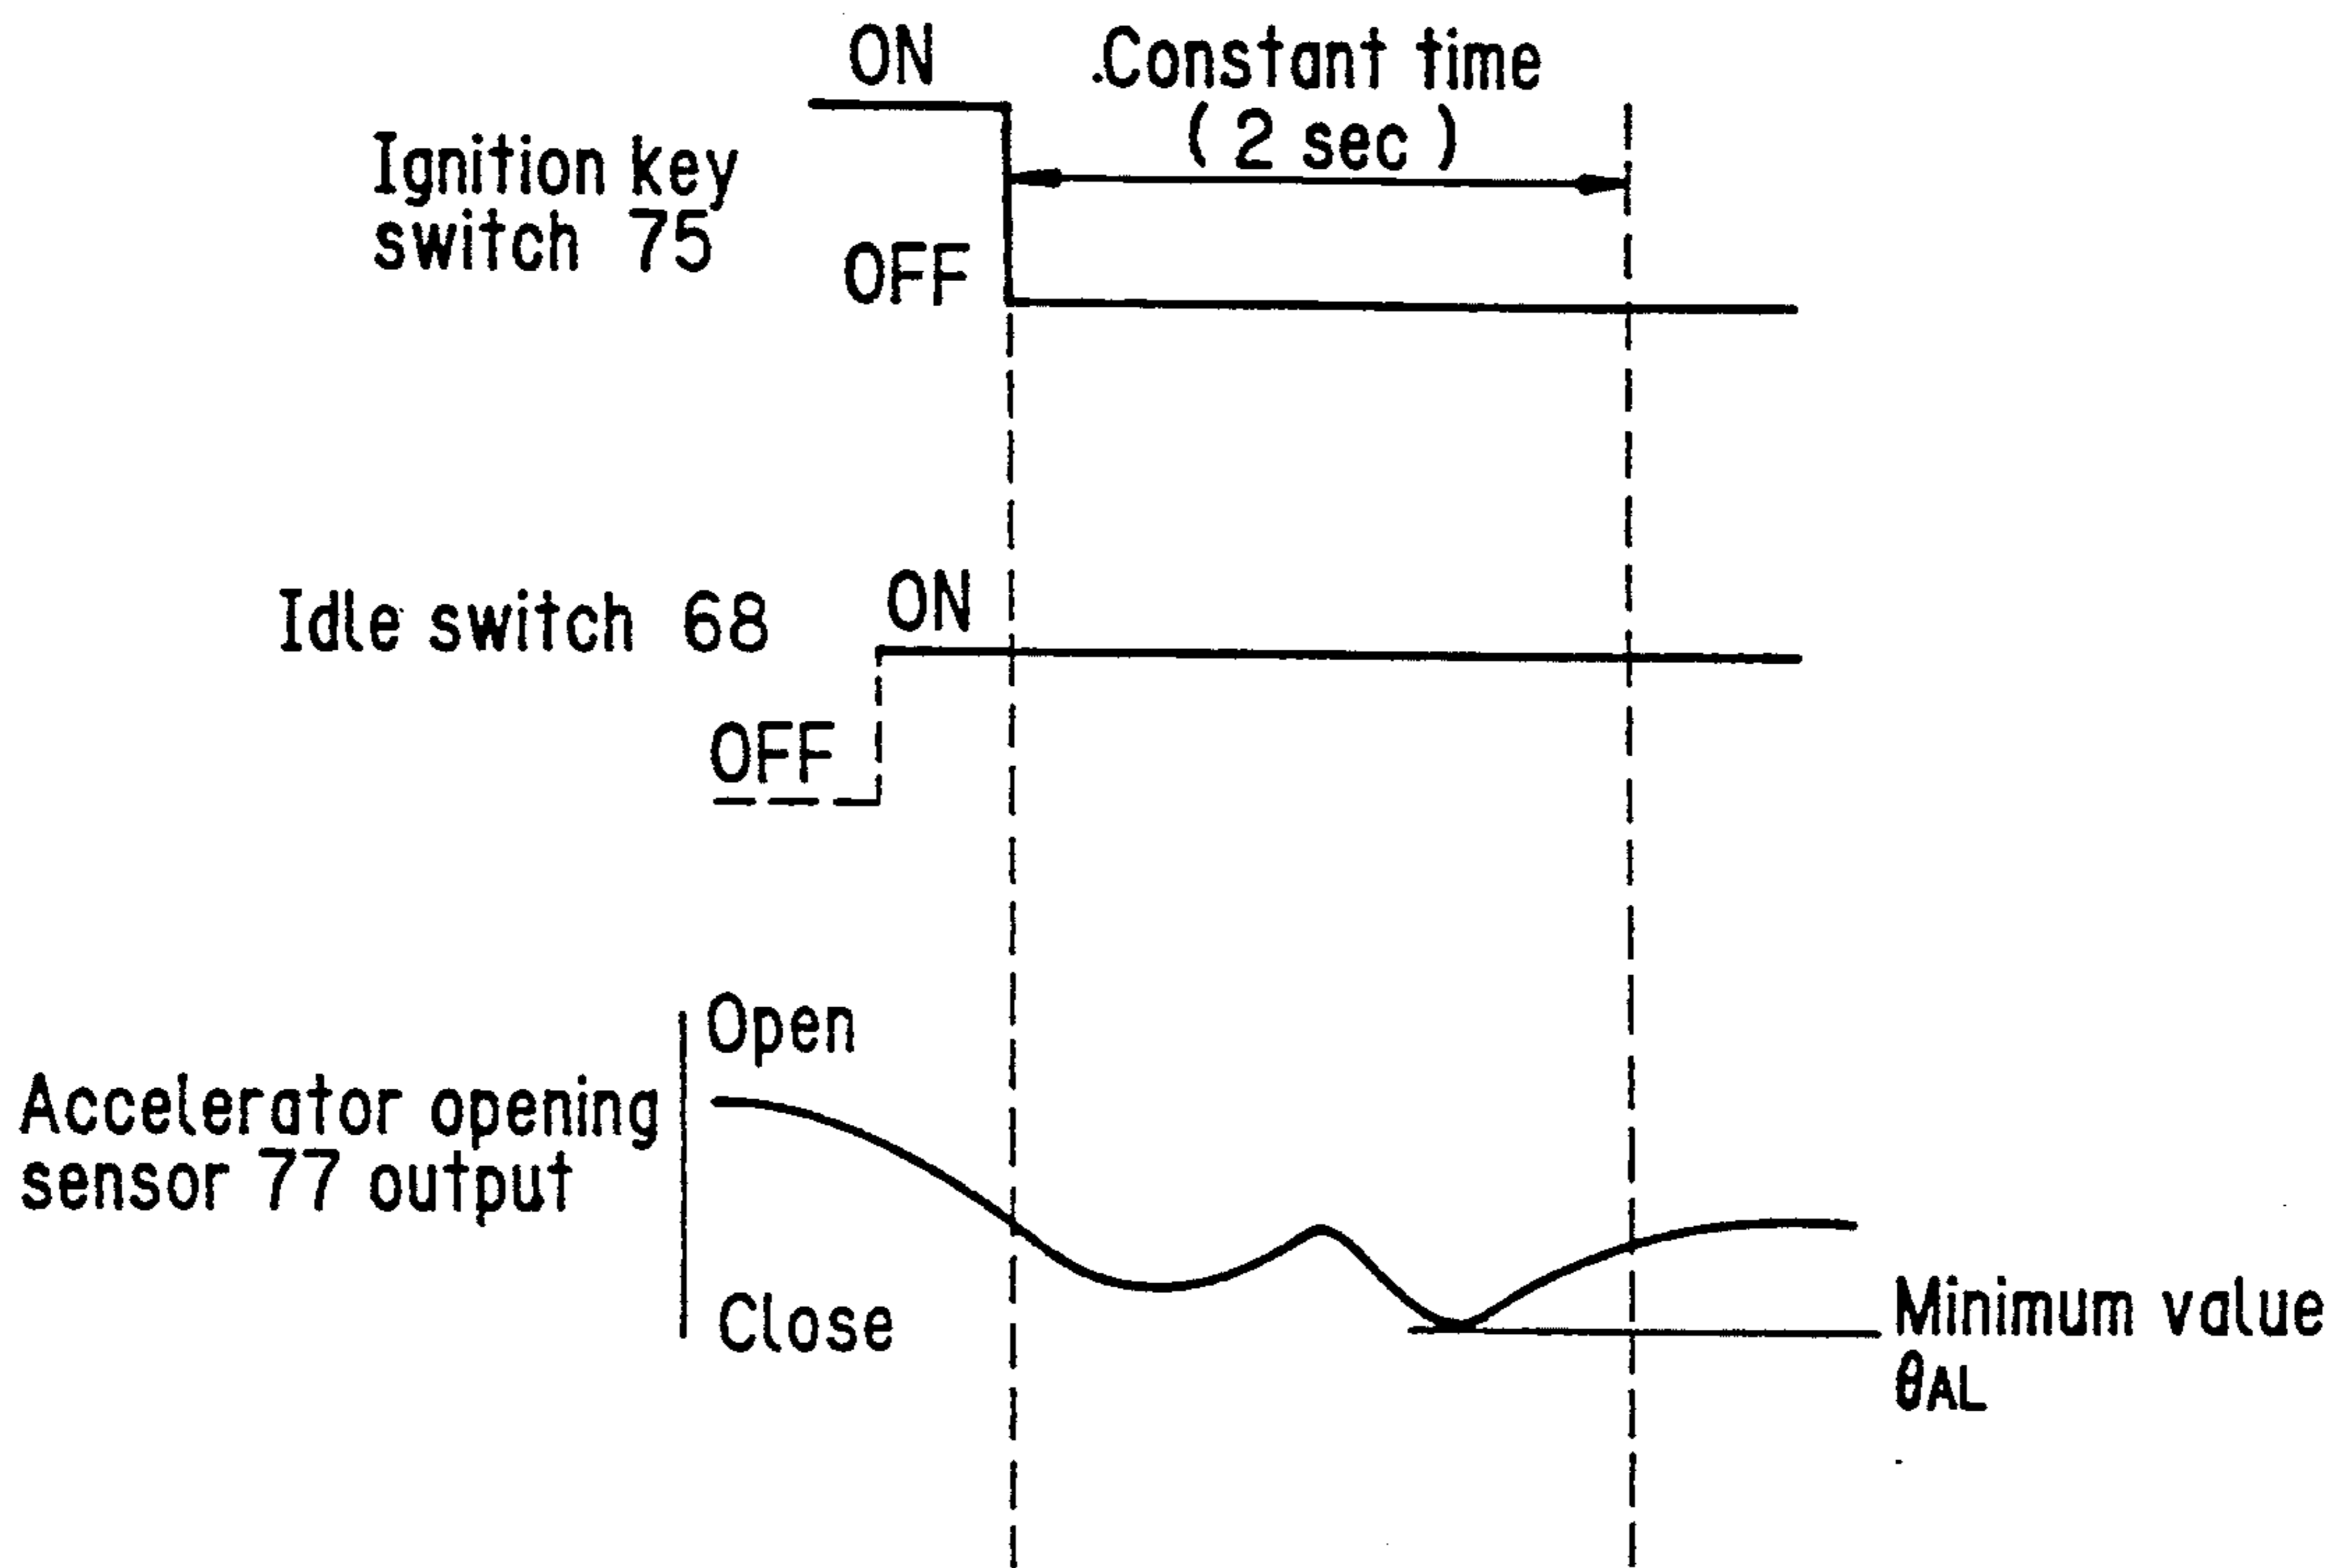 ON
Constant time
( 2 sec )
Ignition key
switch 75
OFF
Idle switch 68
ON
OFF
Open
Accelerator opening
sensor 77 output
Close
Minimum value
θAL